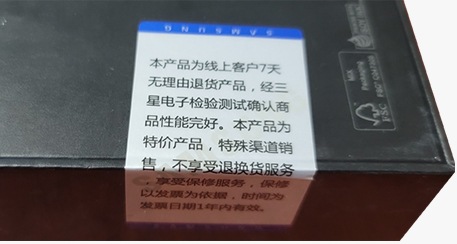 SAMSUNG
本产品为线上客户7天
无理由退货产品，经三
星电子检验测试确认商
品性能完好。本产品为
特价产品，特殊渠道销
售，不享受退换货服务
，享受保修服务，保修
以发票为依据，时间为
发票日期1年内有效。
MIX
Packaging
FSC